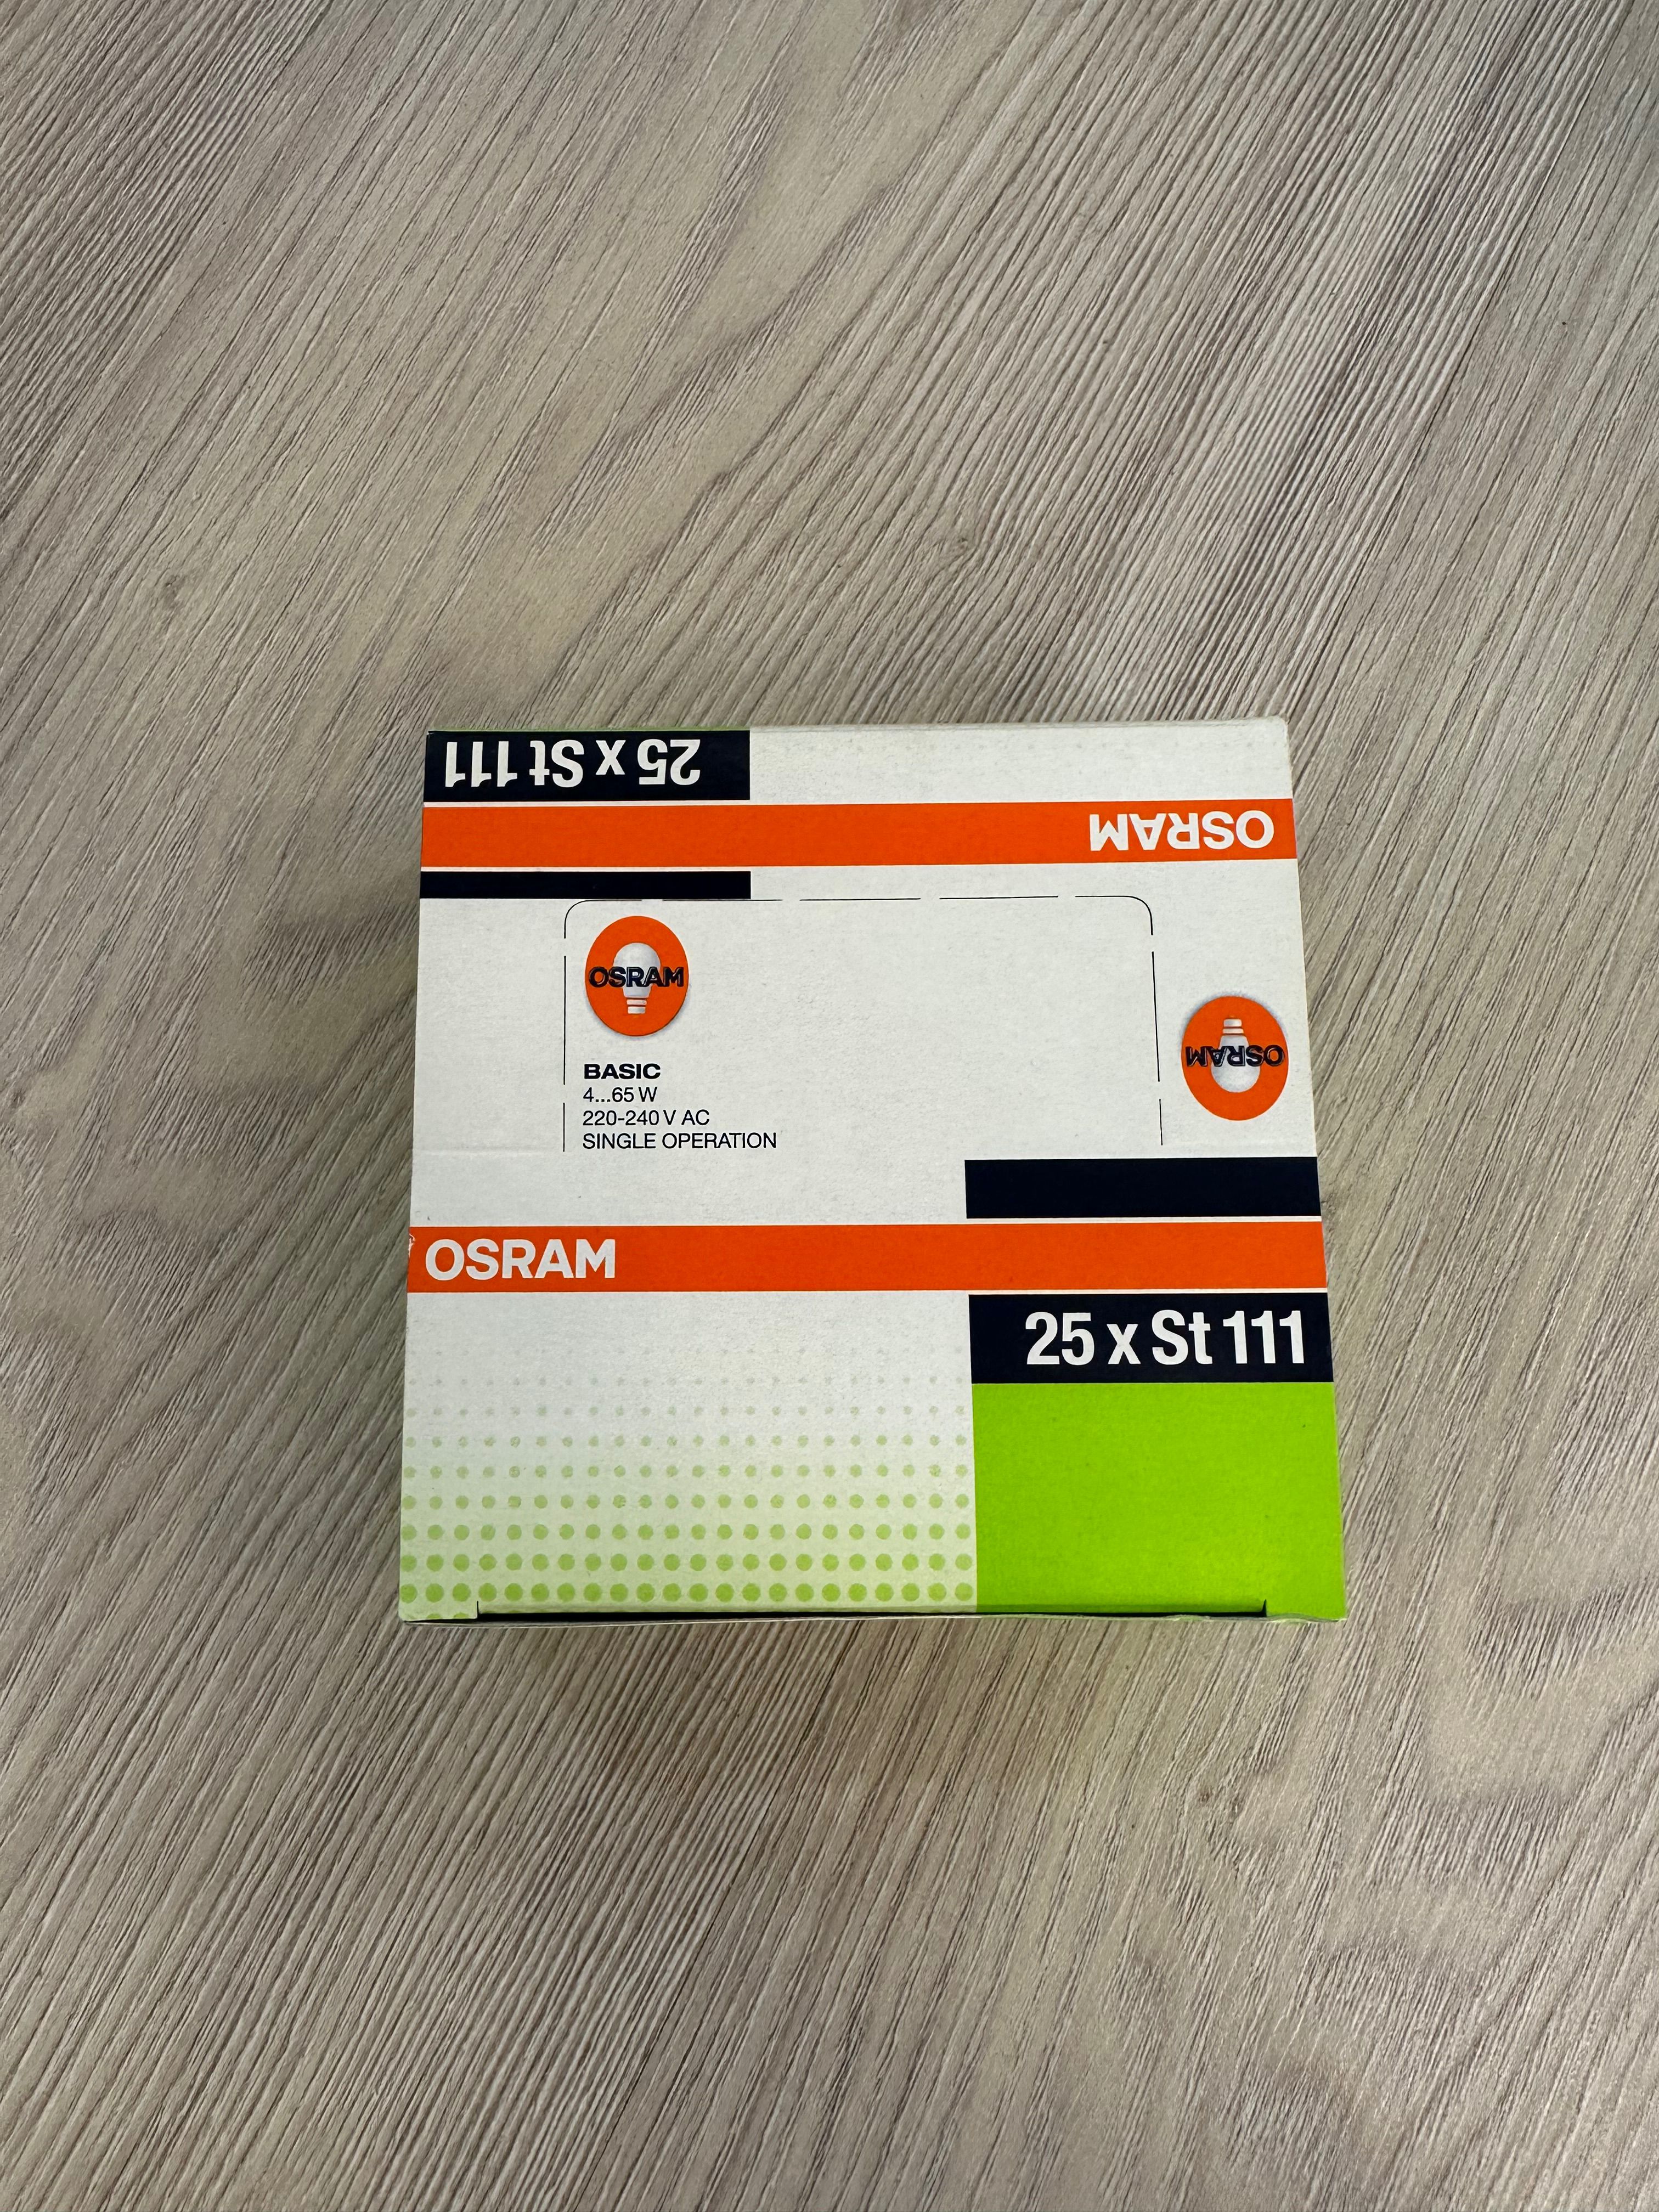 25 x St 111
OSRAM
OSRAM
BASIC
4...65 W
220-240 V AC
SINGLE OPERATION
OSRAM
OSRAM
25 x St 111